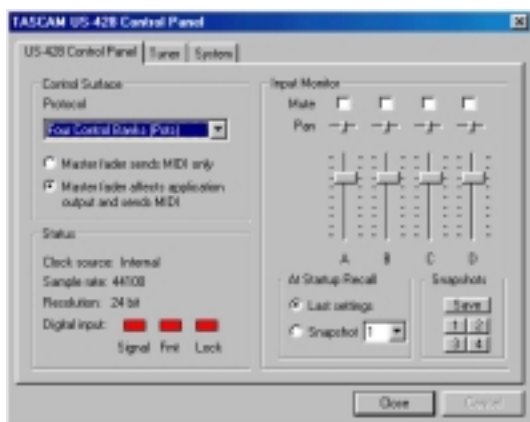 TASCAM US-428 Control Panel
US-428 Control Panel Tuner System
Control Surface
Protocol
Four Control Banks (Pots)
Master fader sends MIDI only
Master fader affects application
output and sends MIDI
Status
Clock source: Internal
Sample rate: 44100
Resolution: 24 bit
Digital input:
Signal Fmt Lock
Input Monitor
Mute
Pan
A B C D
At Startup Recall
Last settings
Snapshot 1
Snapshots
Save
1 2
3 4
Close Cancel